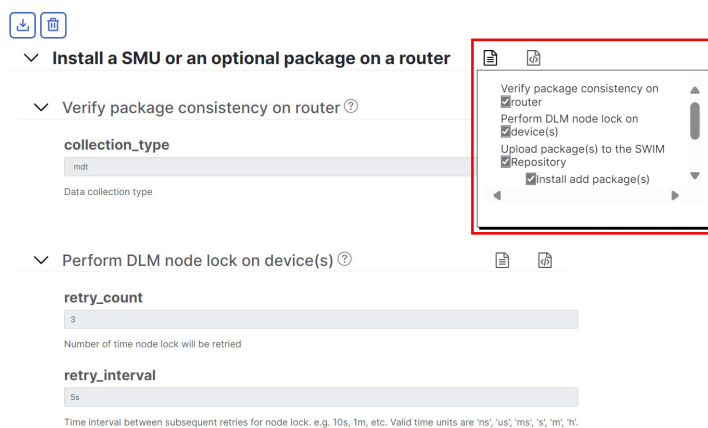 Install a SMU or an optional package on a router
Verify package consistency on
router
Perform DLM node lock on
device(s)
Upload package(s) to the SWIM
Repository
Install add package(s)
Verify package consistency on router ?
collection_type
mdt
Data collection type
Perform DLM node lock on device(s) ?
retry_count
3
Number of time node lock will be retried
retry_interval
5s
Time interval between subsequent retries for node lock. e.g. 10s, 1m, etc. Valid time units are 'ns', 'us', 'ms', 's', 'm', 'h'.